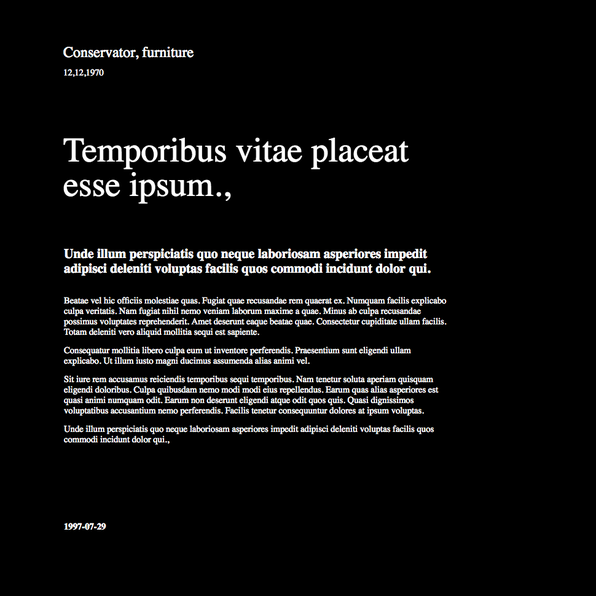 Conservator, furniture
12,12,1970
Temporibus vitae placeat
esse ipsum.,
Unde illum perspiciatis quo neque laboriosam asperiores impedit
adipisci deleniti voluptas facilis quos commodi incidunt dolor qui.
Beatae vel hic officiis molestiae quas. Fugiat quae recusandae rem quaerat ex. Numquam facilis explicabo
culpa veritatis. Nam fugiat nihil nemo veniam laborum maxime a quae. Minus ab culpa recusandae
possimus voluptates reprehenderit. Amet deserunt eaque beatae quae. Consectetur cupiditate ullam facilis.
Totam deleniti vero aliquid mollitia sequi est sapiente.
Consequatur mollitia libero culpa eum ut inventore perferendis. Praesentium sunt eligendi ullam
explicabo. Ut illum iusto magni ducimus assumenda alias animi vel.
Sit iure rem accusamus reiciendis temporibus sequi temporibus. Nam tenetur soluta aperiam quisquam
eligendi doloribus. Culpa quibusdam nemo modi modi eius repellendus. Earum quas alias asperiores est
quasi animi numquam odit. Earum non deserunt eligendi atque odit quos quis. Quasi dignissimos
voluptatibus accusantium nemo perferendis. Facilis tenetur consequuntur dolores at ipsum voluptas.
Unde illum perspiciatis quo neque laboriosam asperiores impedit adipisci deleniti voluptas facilis quos
commodi incidunt dolor qui.,
1997-07-29